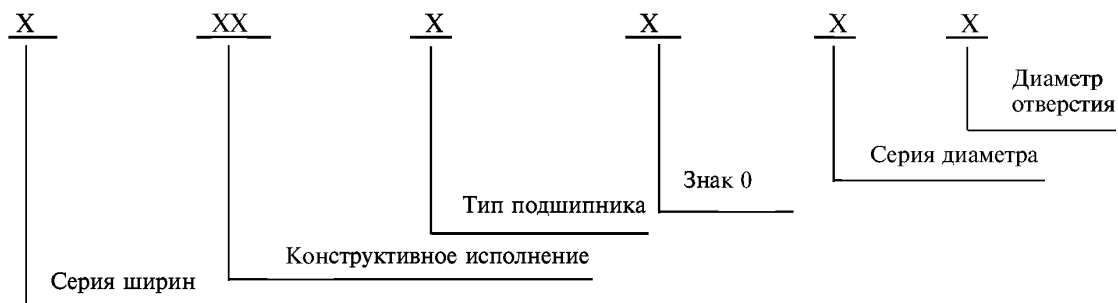 X XX X X X X
Диаметр
отверстия
Серия диаметра
Знак 0
Тип подшипника
Конструктивное исполнение
Серия ширин